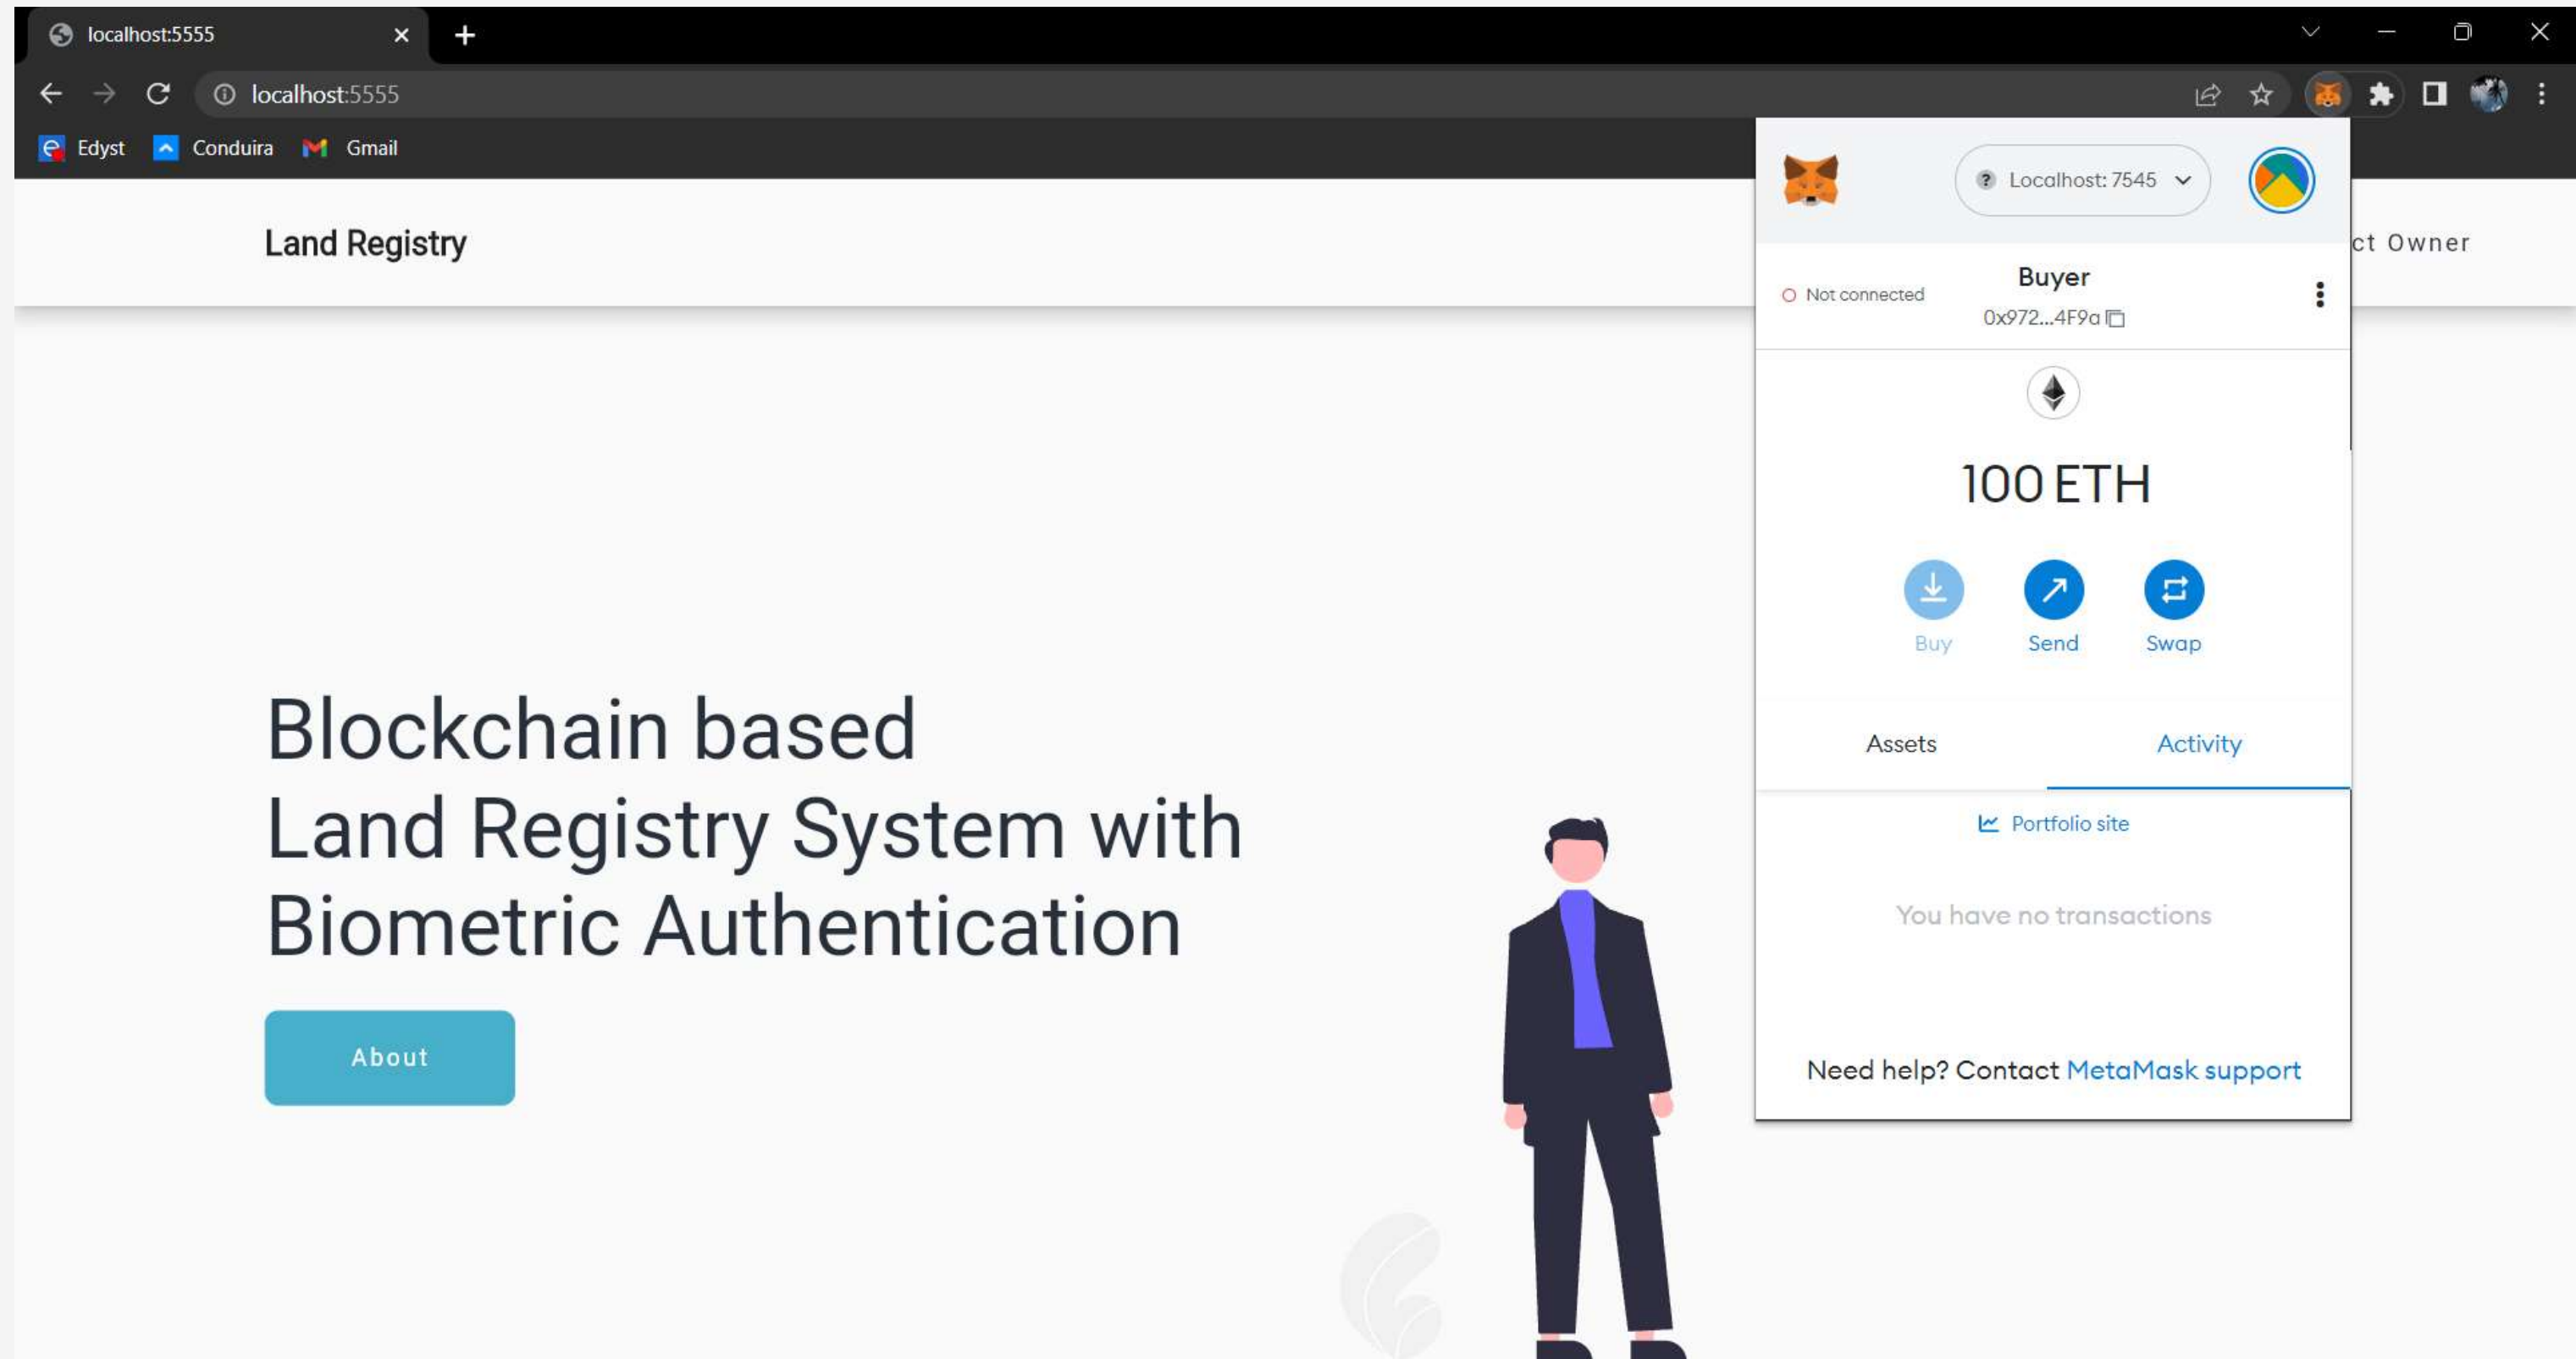 localhost:5555
localhost:5555
Edyst Conduira Gmail
Localhost: 7545
Land Registry
ct Owner
Not connected
Buyer
0x972...4F9a
100 ETH
Buy Send Swap
Assets Activity
Portfolio site
You have no transactions
Need help? Contact MetaMask support
Blockchain based
Land Registry System with
Biometric Authentication
About